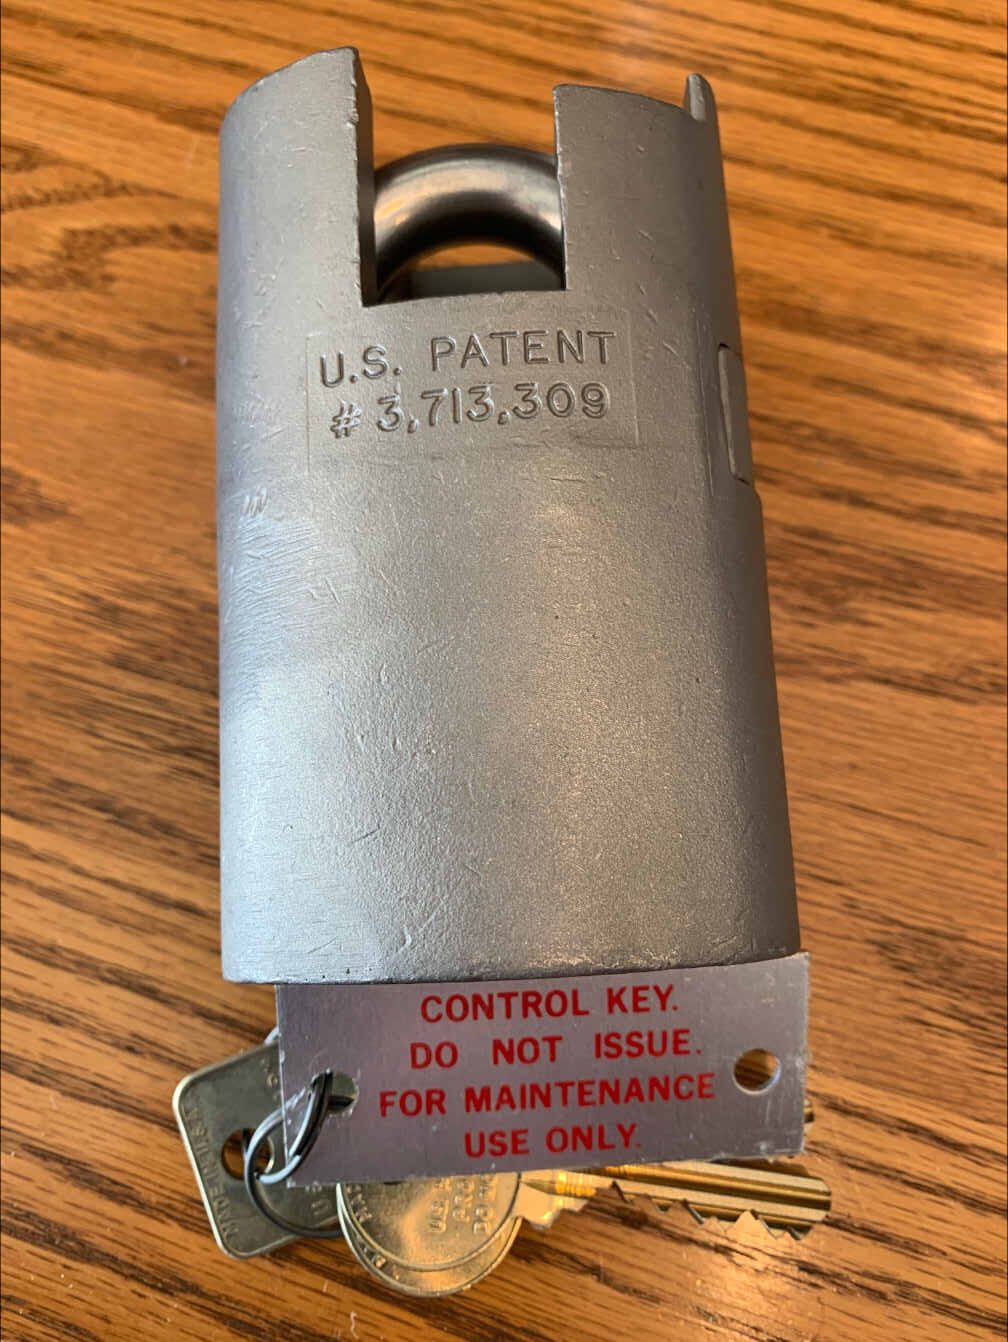 U.S. PATENT
# 3,713,309
CONTROL KEY.
DO NOT ISSUE.
FOR MAINTENANCE
USE ONLY.